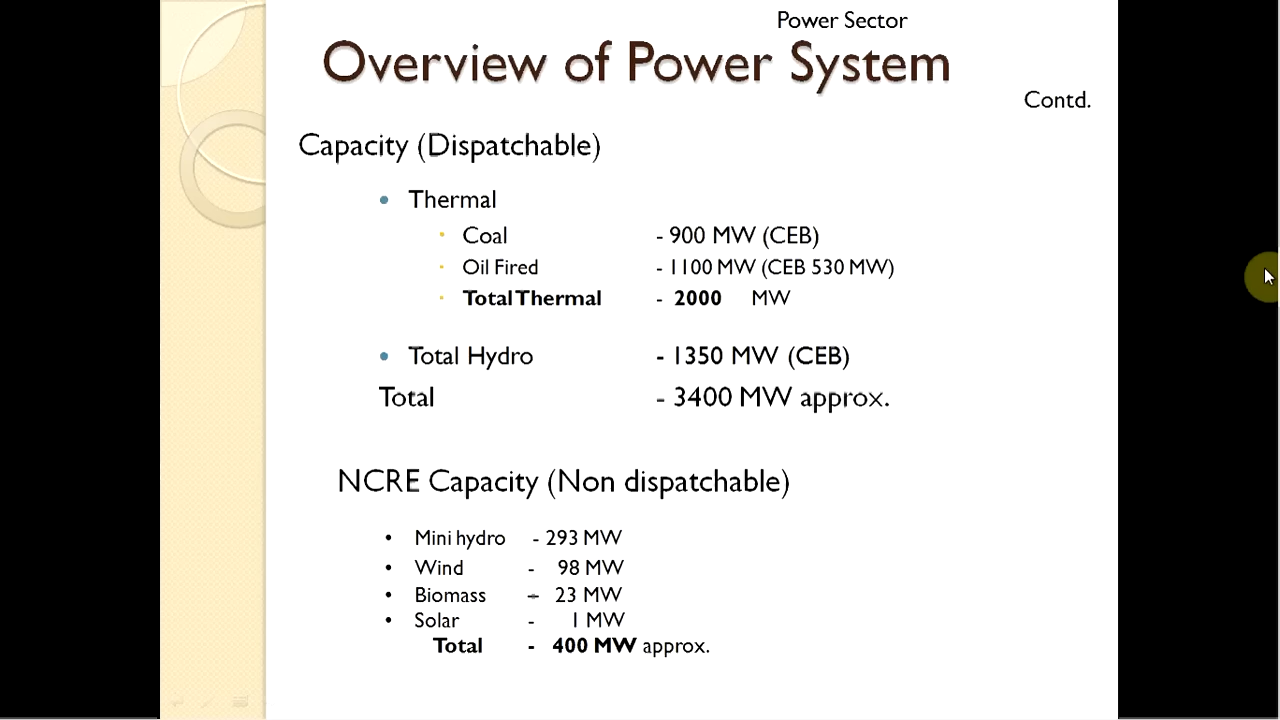 Power Sector
Overview of Power System
Contd.
Capacity (Dispatchable)
• Thermal
• Coal - 900 MW (CEB)
• Oil Fired - 1100 MW (CEB 530 MW)
• Total Thermal - 2000 MW
• Total Hydro - 1350 MW (CEB)
Total - 3400 MW approx.
NCRE Capacity (Non dispatchable)
• Mini hydro - 293 MW
• Wind - 98 MW
• Biomass - 23 MW
• Solar - 1 MW
Total - 400 MW approx.